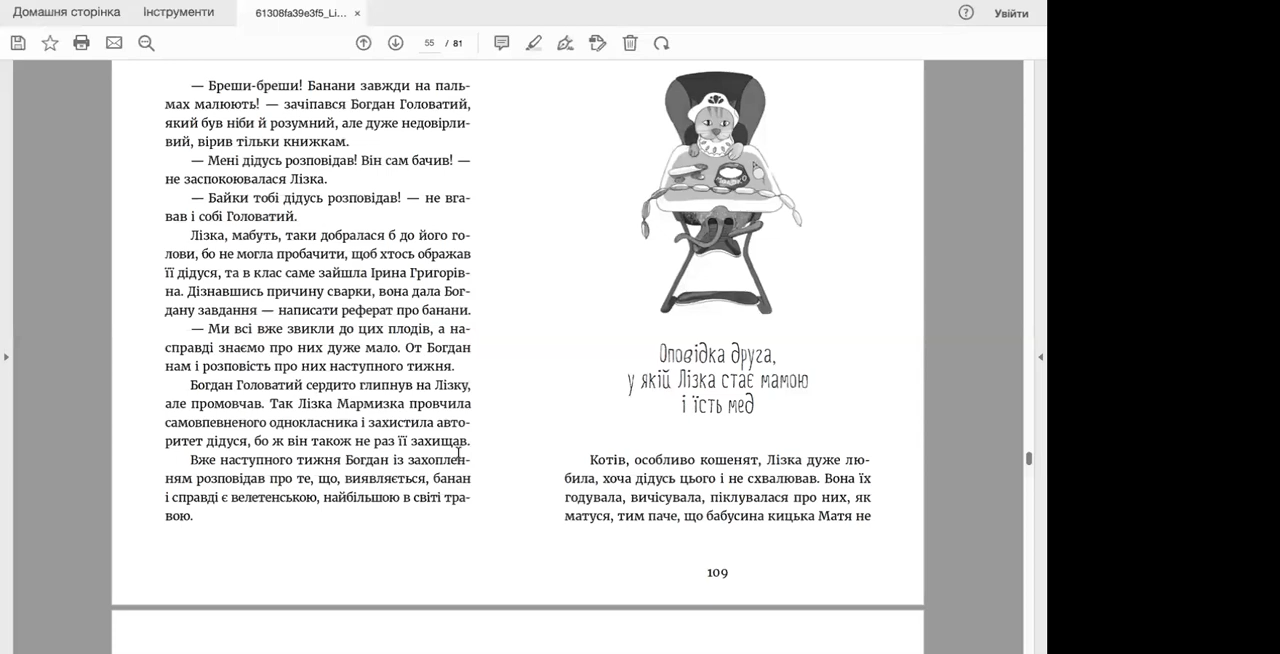 Домашня сторінка Інструменти 61308fa39e3f5_Li... × Увійти
55 / 81
— Бреши-бреши! Банани завжди на паль-
мах малюють! — зачіпався Богдан Головатий,
який був ніби й розумний, але дуже недовірли-
вий, вірив тільки книжкам.
— Мені дідусь розповідав! Він сам бачив! —
не заспокоювалася Лізка.
— Байки тобі дідусь розповідав! — не вга-
вав і собі Головатий.
Лізка, мабуть, таки добралася б до його го-
лови, бо не могла пробачити, щоб хтось ображав
її дідуся, та в клас саме зайшла Ірина Григорів-
на. Дізнавшись причину сварки, вона дала Бог-
дану завдання — написати реферат про банани.
— Ми всі вже звикли до цих плодів, а на-
справді знаємо про них дуже мало. От Богдан
нам і розповість про них наступного тижня.
Богдан Головатий сердито глипнув на Лізку,
але промовчав. Так Лізка Мармизка провчила
самовпевненого однокласника і захистила авто-
ритет дідуся, бо ж він також не раз її захищав.
Вже наступного тижня Богдан із захоплен-
ням розповідав про те, що, виявляється, банан
і справді є велетенською, найбільшою в світі тра-
вою.
Оповідка друга,
у якій Лізка стає мамою
і їсть мед
Котів, особливо кошенят, Лізка дуже лю-
била, хоча дідусь цього і не схвалював. Вона їх
годувала, вичісувала, піклувалася про них, як
матуся, тим паче, що бабусина кицька Матя не
109